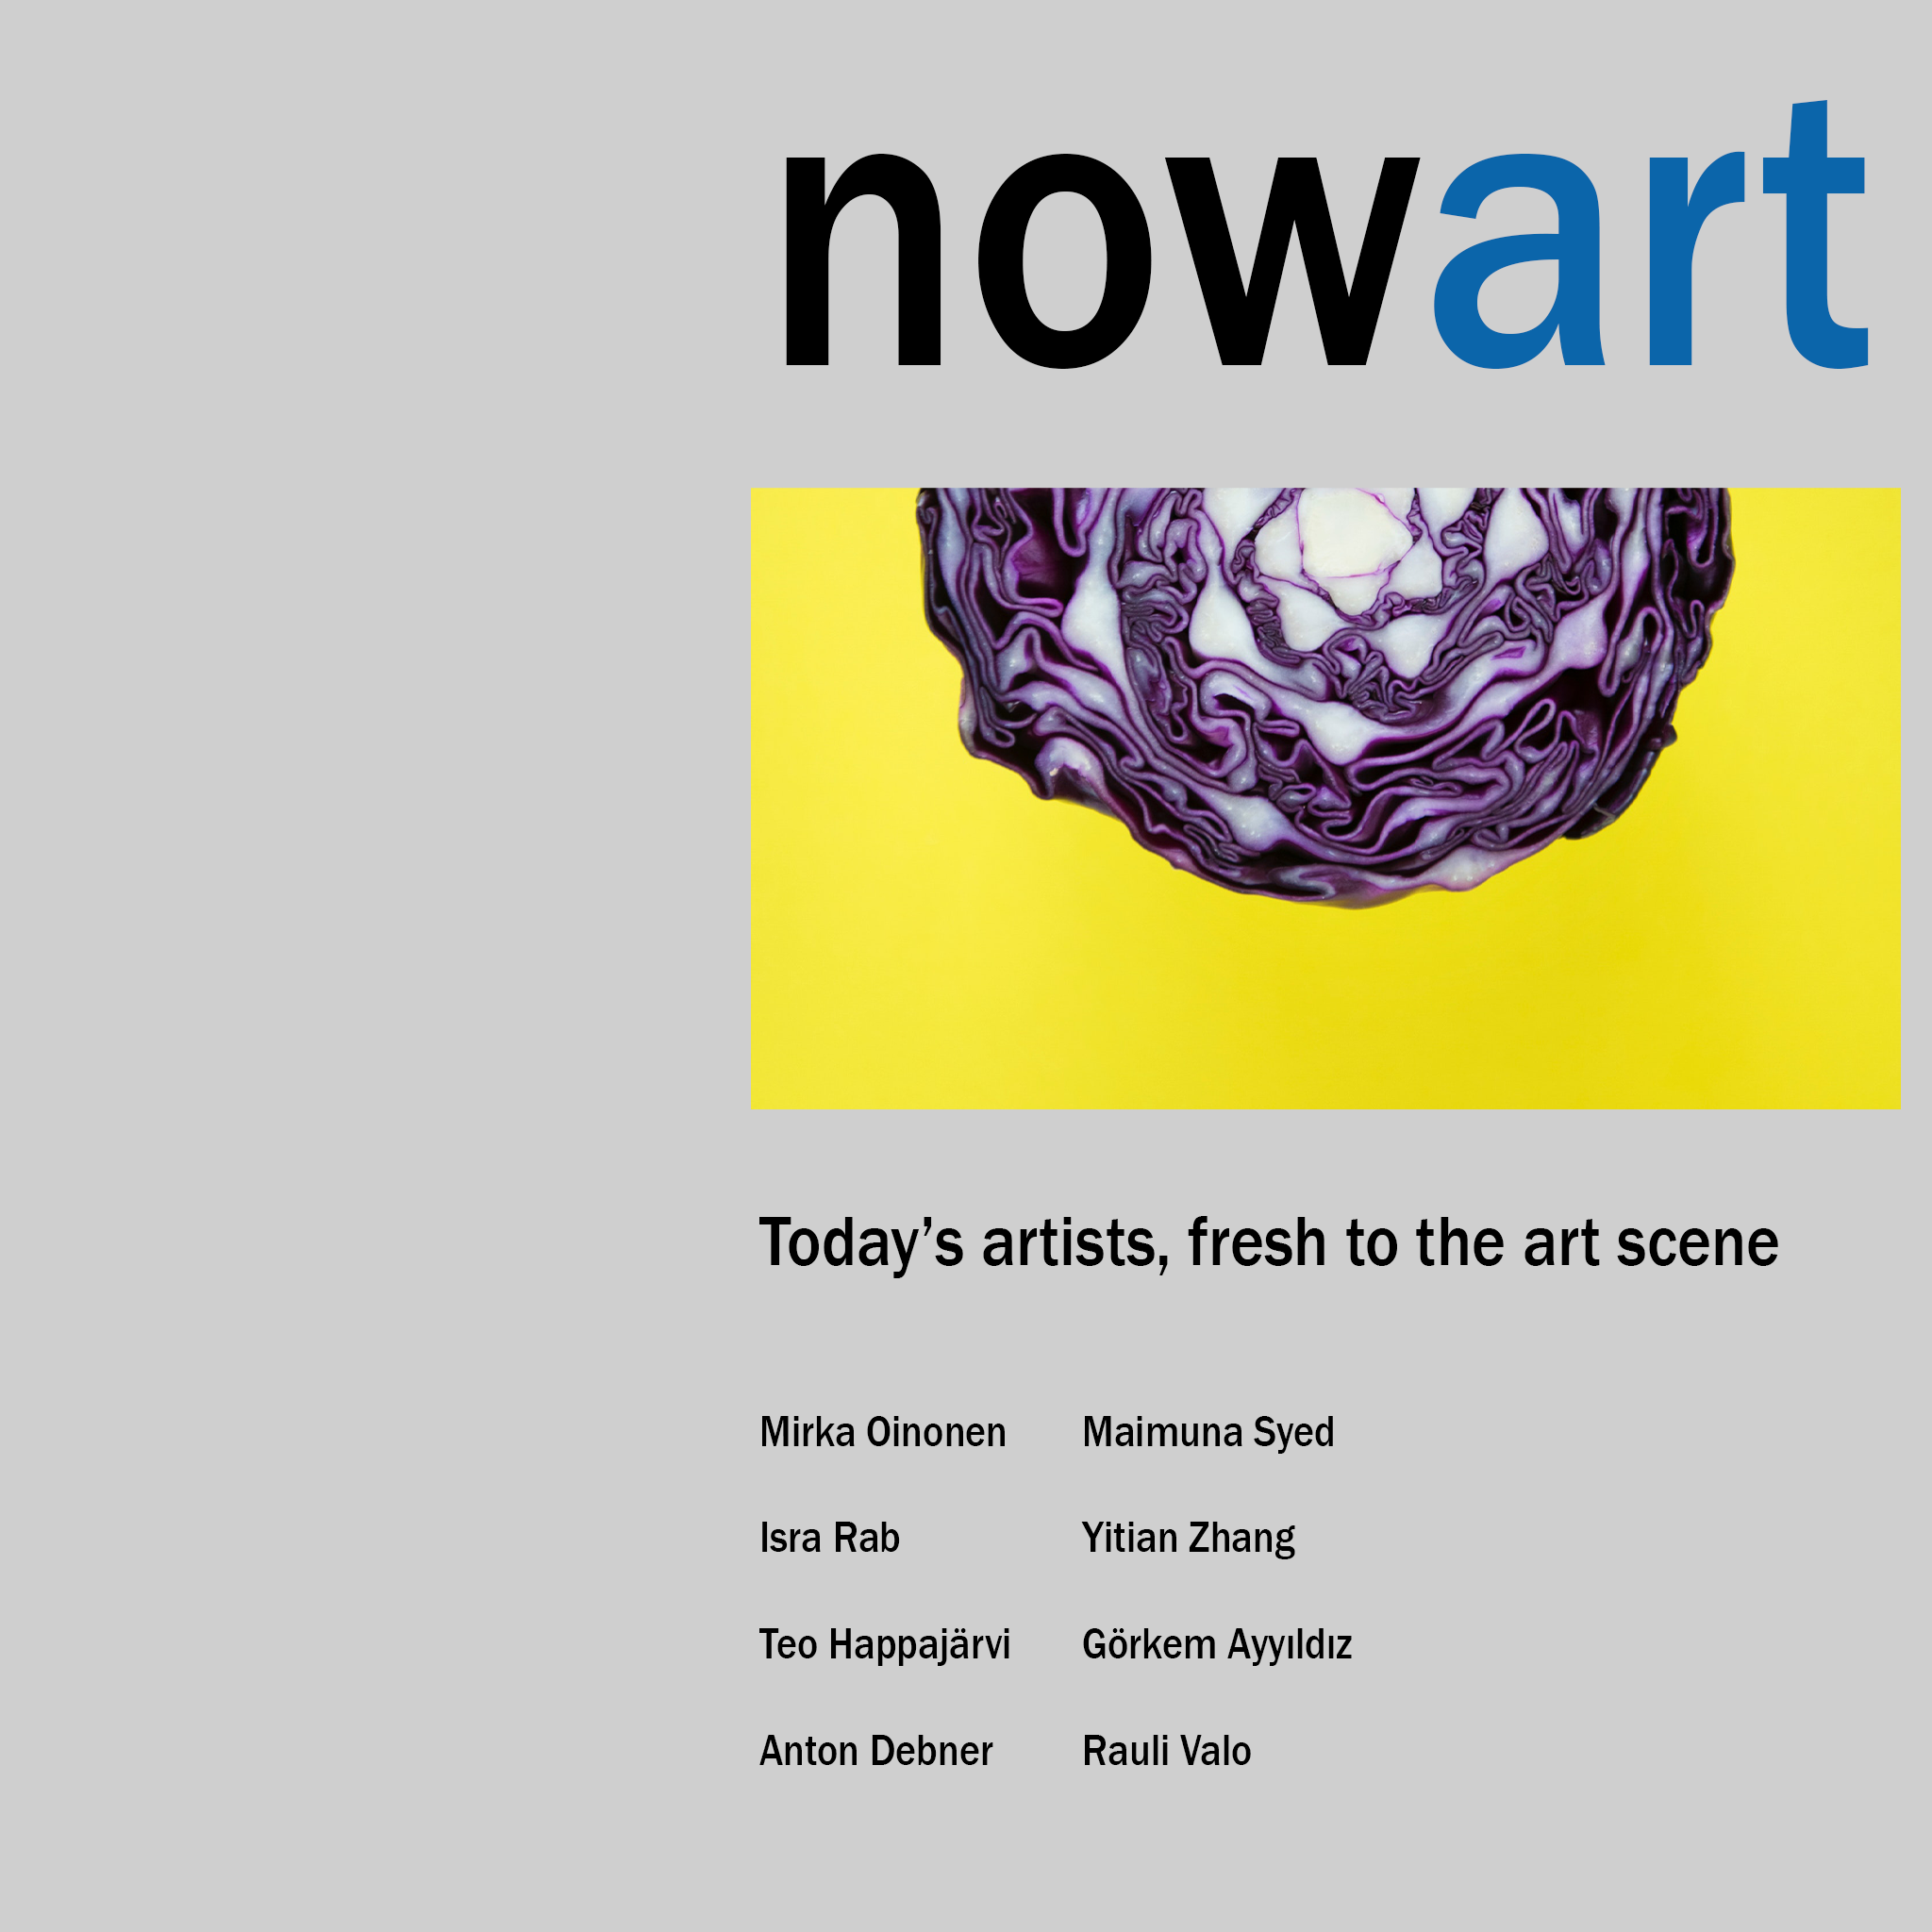 nowart
Today’s artists, fresh to the art scene
Mirka Oinonen
Isra Rab
Teo Happajärvi
Anton Debner
Maimuna Syed
Yitian Zhang
Görkem Ayyıldız
Rauli Valo